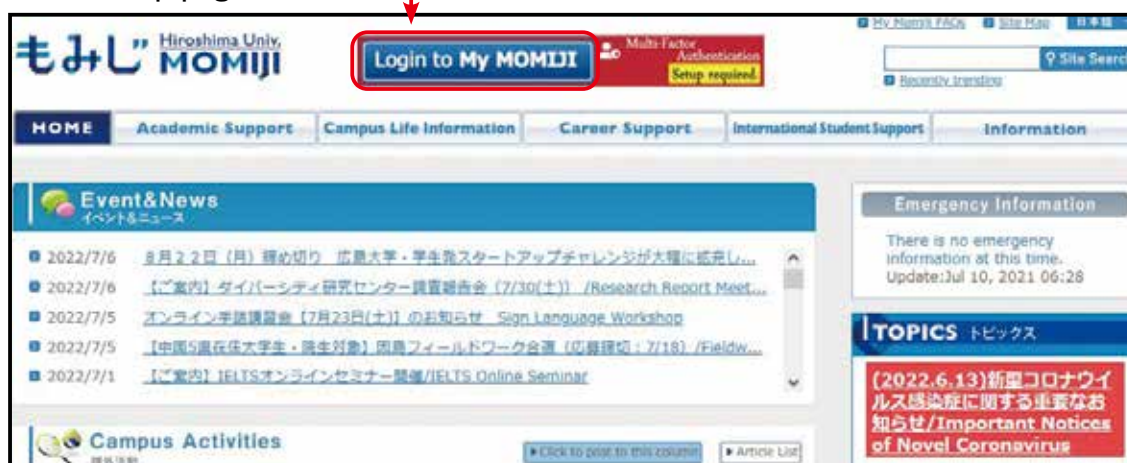 My Momiji FAQs Site Map 日本語
もみじ Hiroshima Univ. MOMIJI
Login to My MOMIJI
Multi-Factor Authentication Setup required.
Site Search
Recently trending
HOME Academic Support Campus Life Information Career Support International Student Support Information
Event&News
イベント&ニュース
2022/7/6 8月22日（月）締め切り 広島大学・学生発スタートアップチャレンジが大幅に拡充し...
2022/7/6 【ご案内】ダイバーシティ研究センター調査報告会（7/30(土)） /Research Report Meet...
2022/7/5 オンライン手話講習会【7月23日(土)】のお知らせ Sign Language Workshop
2022/7/5 【中国5県在住大学生・院生対象】因島フィールドワーク合宿（応募締切：7/18）/Fieldw...
2022/7/1 【ご案内】IELTSオンラインセミナー開催/IELTS Online Seminar
Emergency Information
There is no emergency
information at this time.
Update:Jul 10, 2021 06:28
TOPICS トピックス
(2022.6.13)新型コロナウイ
ルス感染症に関する重要なお
知らせ/Important Notices
of Novel Coronavirus
Campus Activities
課外活動
Click to post to this column Article List